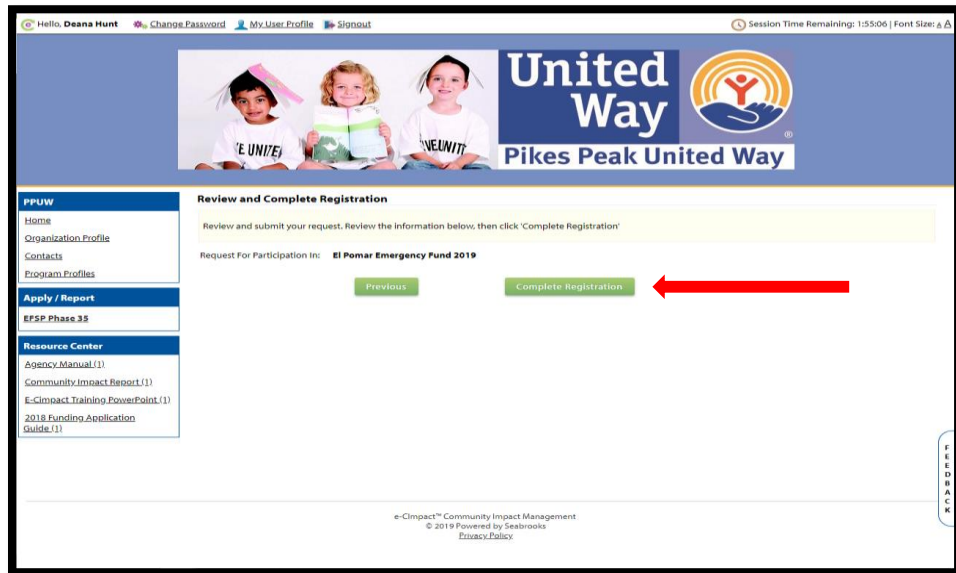 Hello, Deana Hunt Change Password My User Profile Signout Session Time Remaining: 1:55:06 | Font Size: A A
United
Way
Pikes Peak United Way
®
E UNITE
LIVE UNITE
PPUW
Home
Organization Profile
Contacts
Program Profiles
Apply / Report
EFSP Phase 35
Resource Center
Agency Manual (1)
Community Impact Report (1)
E-CImpact Training PowerPoint (1)
2018 Funding Application
Guide (1)
Review and Complete Registration
Review and submit your request. Review the information below, then click 'Complete Registration'
Request For Participation In: El Pomar Emergency Fund 2019
Previous Complete Registration
FEEDBACK
e-CImpact™ Community Impact Management
© 2019 Powered by Seabrooks
Privacy Policy